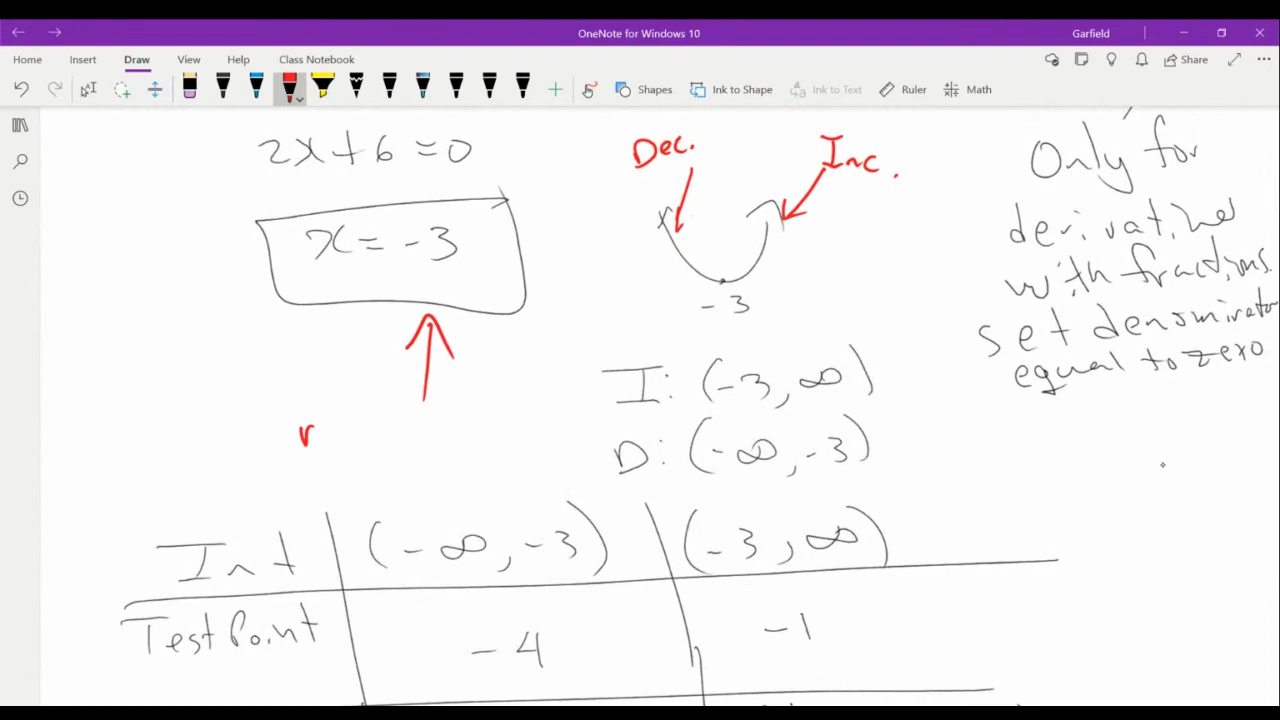 OneNote for Windows 10
Garfield
Home Insert Draw View Help Class Notebook
Share
Shapes
Ink to Shape
Ink to Text
Ruler
Math
2x+6=0
x=-3
Dec.
Inc.
-3
Only for
derivatives
with fractions.
set denominator
equal to zero
I: (-3, ∞)
D: (-∞, -3)
r
Int (-∞, -3) (-3, ∞)
Test Point -4 -1